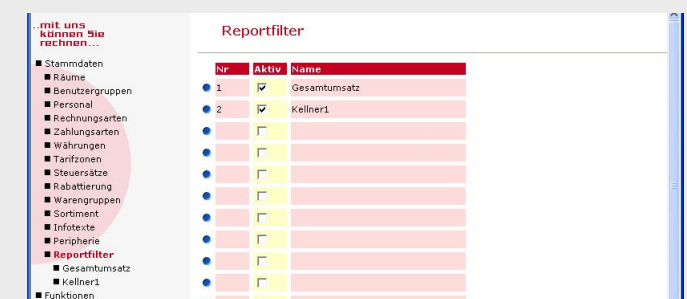 ..mit uns
können Sie
rechnen...
Reportfilter
Stammdaten
Räume
Benutzergruppen
Personal
Rechnungsarten
Zahlungsarten
Währungen
Tarifzonen
Steuersätze
Rabattierung
Warengruppen
Sortiment
Infotexte
Peripherie
Reportfilter
Gesamtumsatz
Kellner1
Funktionen
Nr Aktiv Name
1 Gesamtumsatz
2 Kellner1